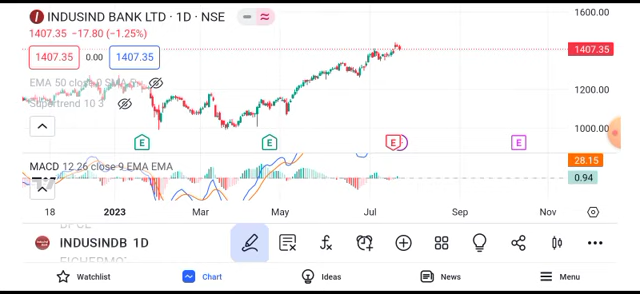 INDUSIND BANK LTD · 1D · NSE
1407.35 −17.80 (−1.25%)
1407.35 0.00 1407.35
EMA 50 close 0 SMA 5
Supertrend 10 3
1600.00
1407.35
1200.00
1000.00
E E E E
MACD 12 26 close 9 EMA EMA
28.15
0.94
18 2023 Mar May Jul Sep Nov
INDUSINDB 1D
Watchlist Chart Ideas News Menu